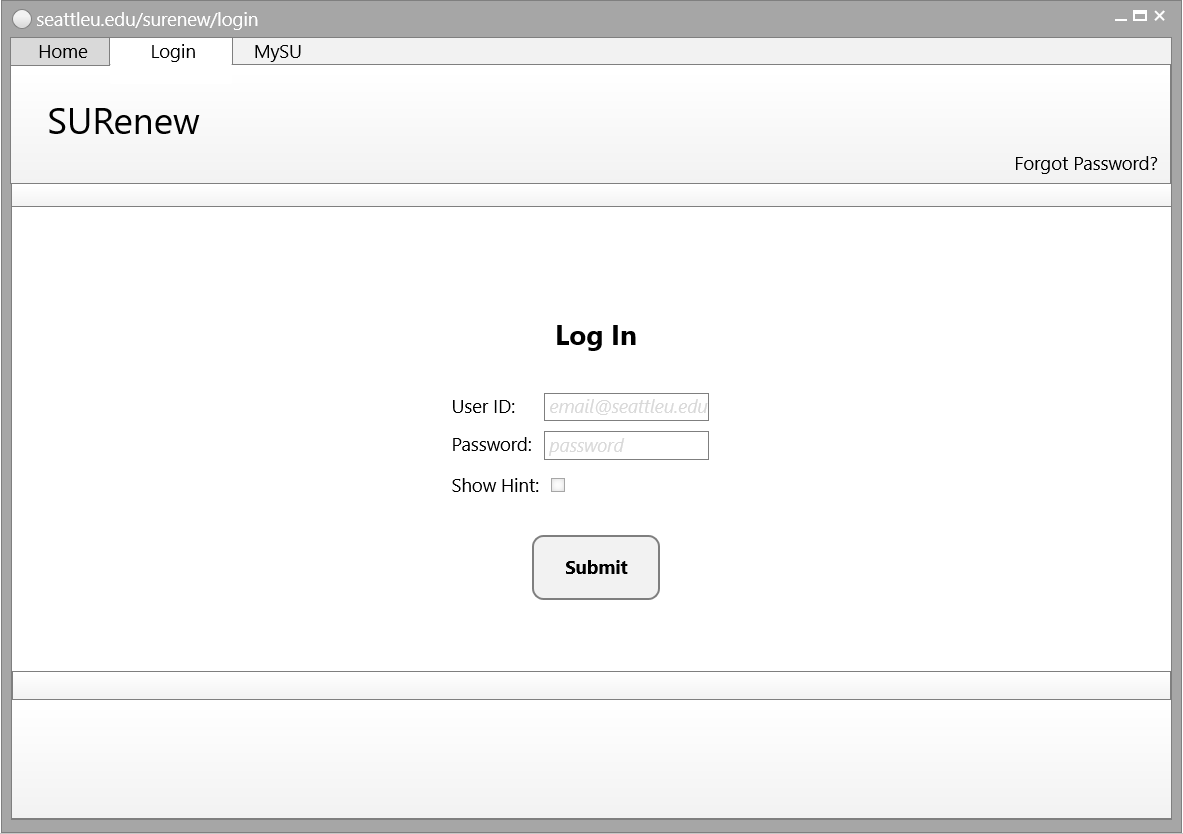 seattleu.edu/surenew/login
Home Login MySU
SURenew
Forgot Password?
Log In
User ID: email@seattleu.edu
Password: password
Show Hint:
Submit